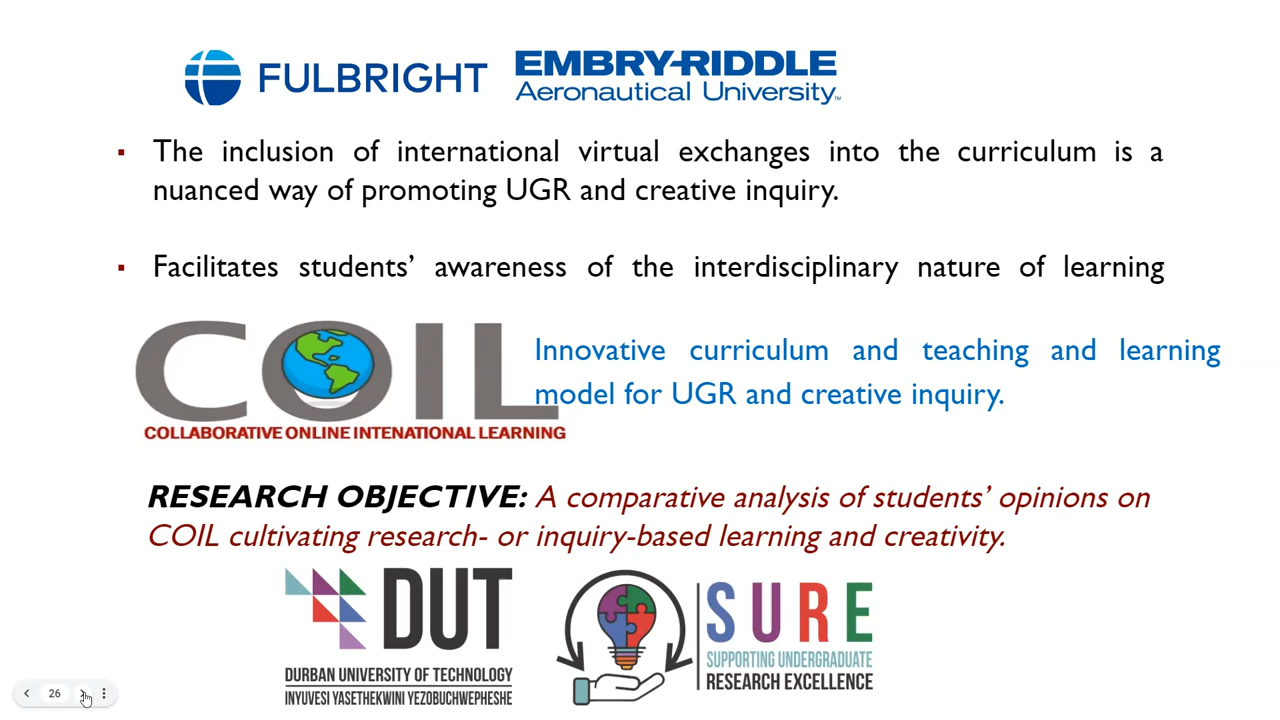 FULBRIGHT
EMBRY-RIDDLE
Aeronautical University™
▪ The inclusion of international virtual exchanges into the curriculum is a
nuanced way of promoting UGR and creative inquiry.
▪ Facilitates students’ awareness of the interdisciplinary nature of learning
COIL
COLLABORATIVE ONLINE INTENATIONAL LEARNING
Innovative curriculum and teaching and learning
model for UGR and creative inquiry.
RESEARCH OBJECTIVE: A comparative analysis of students’ opinions on
COIL cultivating research- or inquiry-based learning and creativity.
DUT
DURBAN UNIVERSITY OF TECHNOLOGY
INYUVESI YASETHEKWINI YEZOBUCHWEPHESHE
SURE
SUPPORTING UNDERGRADUATE
RESEARCH EXCELLENCE
26